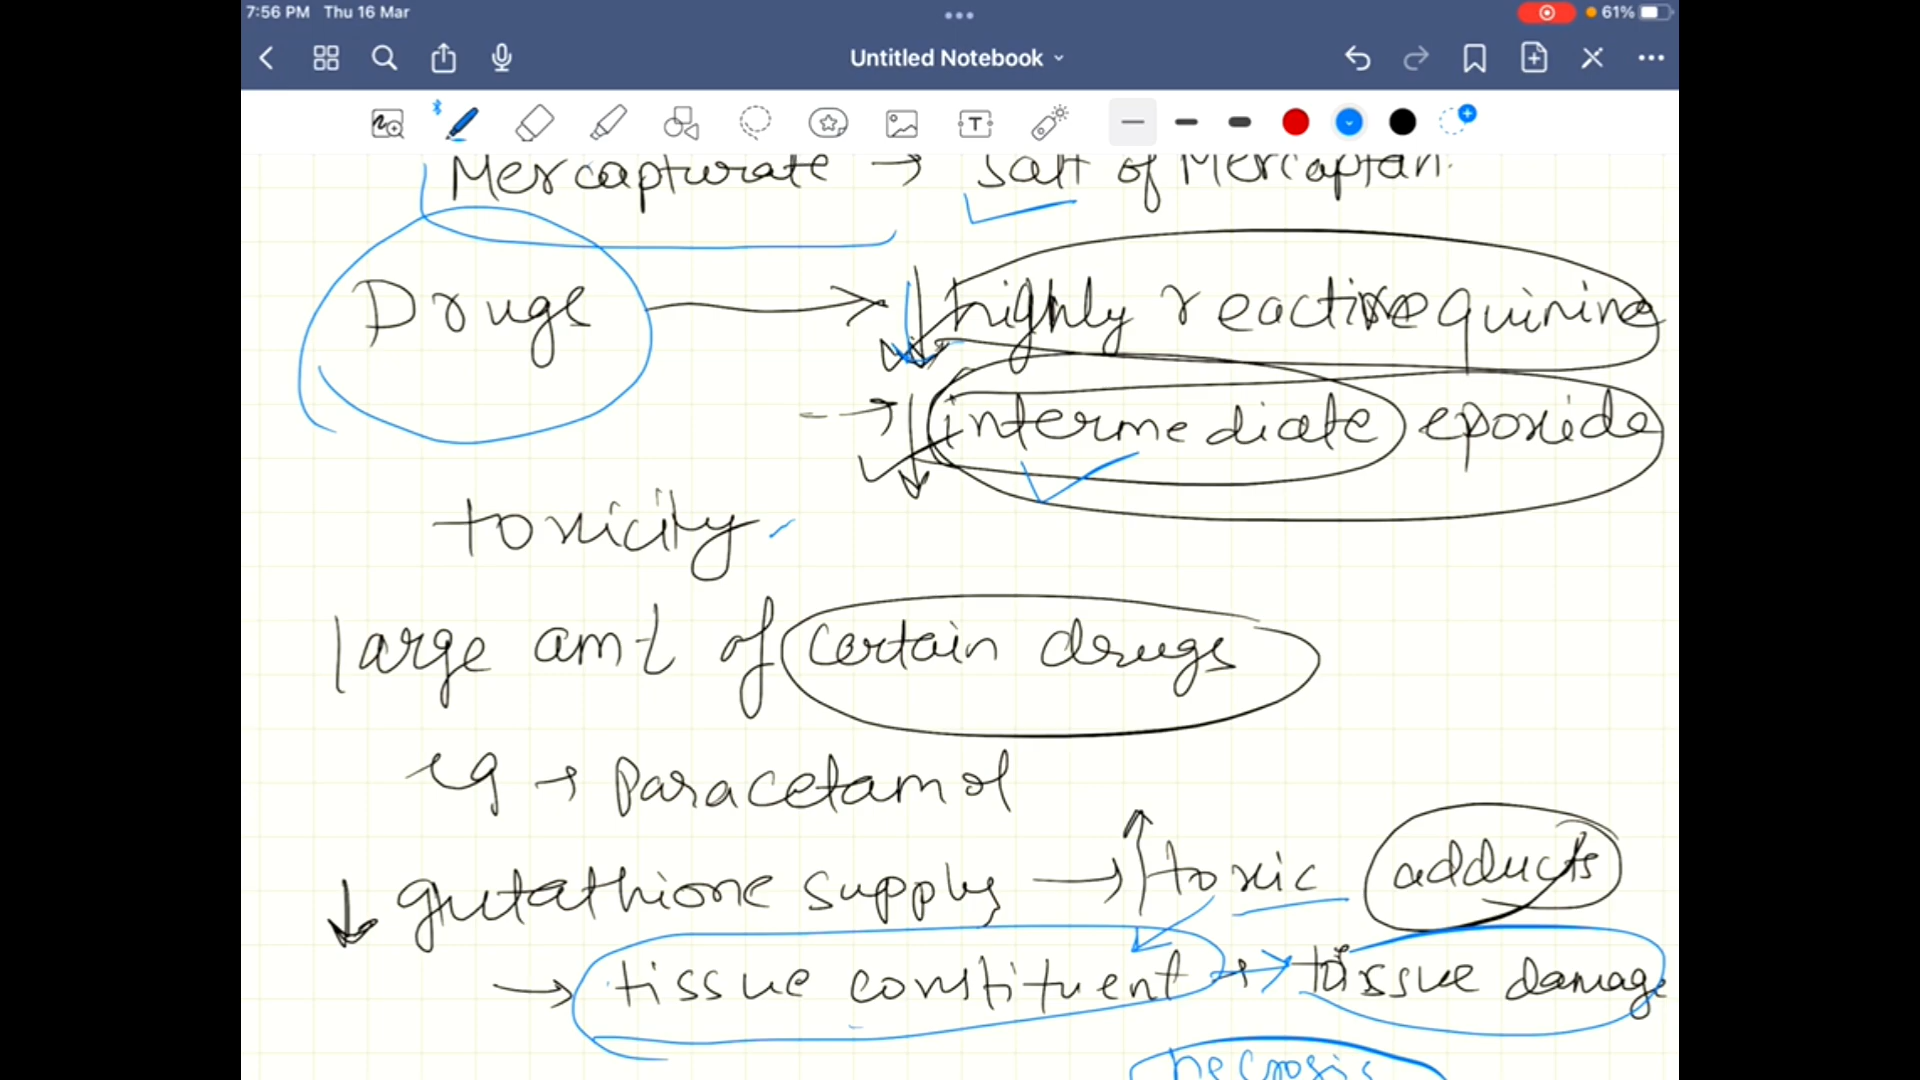 7:56 PM Thu 16 Mar
61%
Untitled Notebook
T
Mercapturate → Salt of Mercaptan.
Drugs → ↓ highly reactive quinine
--→ ↓ intermediate epoxide
toxicity
large amt of certain drugs
eg → Paracetamol
↓ glutathione supply → ↑ toxic adducts
→ tissue constituent → tissue damage
necrosis